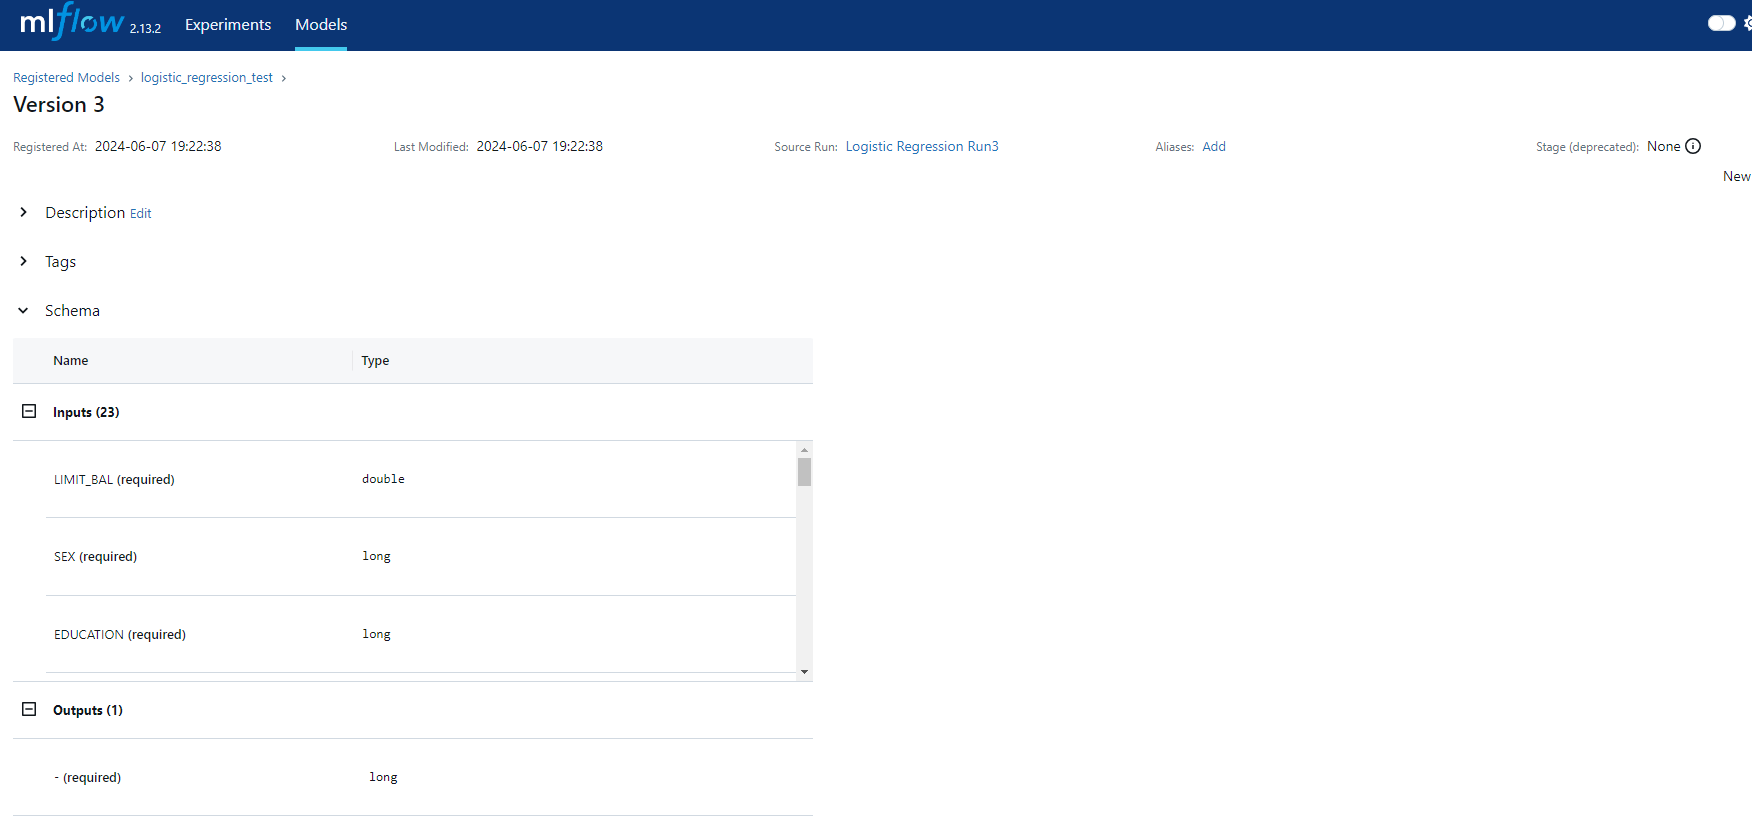 mlflow 2.13.2 Experiments Models
Registered Models › logistic_regression_test ›
Version 3
Registered At: 2024-06-07 19:22:38 Last Modified: 2024-06-07 19:22:38 Source Run: Logistic Regression Run3 Aliases: Add Stage (deprecated): None
New
Description Edit
Tags
Schema
Name Type
Inputs (23)
LIMIT_BAL (required) double
SEX (required) long
EDUCATION (required) long
Outputs (1)
- (required) long